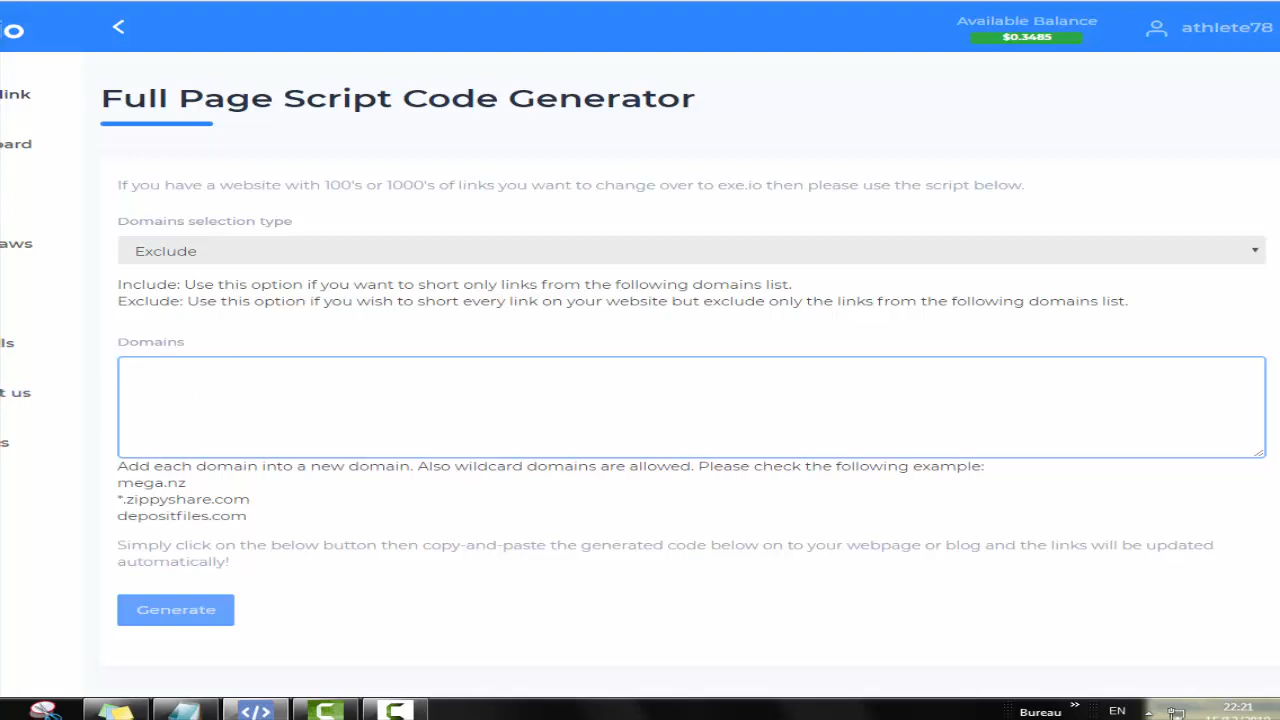 io
Available Balance
$0.3485
athlete78
link
Full Page Script Code Generator
oard
If you have a website with 100's or 1000's of links you want to change over to exe.io then please use the script below.
Domains selection type
aws
Exclude
Include: Use this option if you want to short only links from the following domains list.
Exclude: Use this option if you wish to short every link on your website but exclude only the links from the following domains list.
ls
Domains
t us
s
Add each domain into a new domain. Also wildcard domains are allowed. Please check the following example:
mega.nz
*.zippyshare.com
depositfiles.com
Simply click on the below button then copy-and-paste the generated code below on to your webpage or blog and the links will be updated
automatically!
Generate
Bureau
EN
22:21